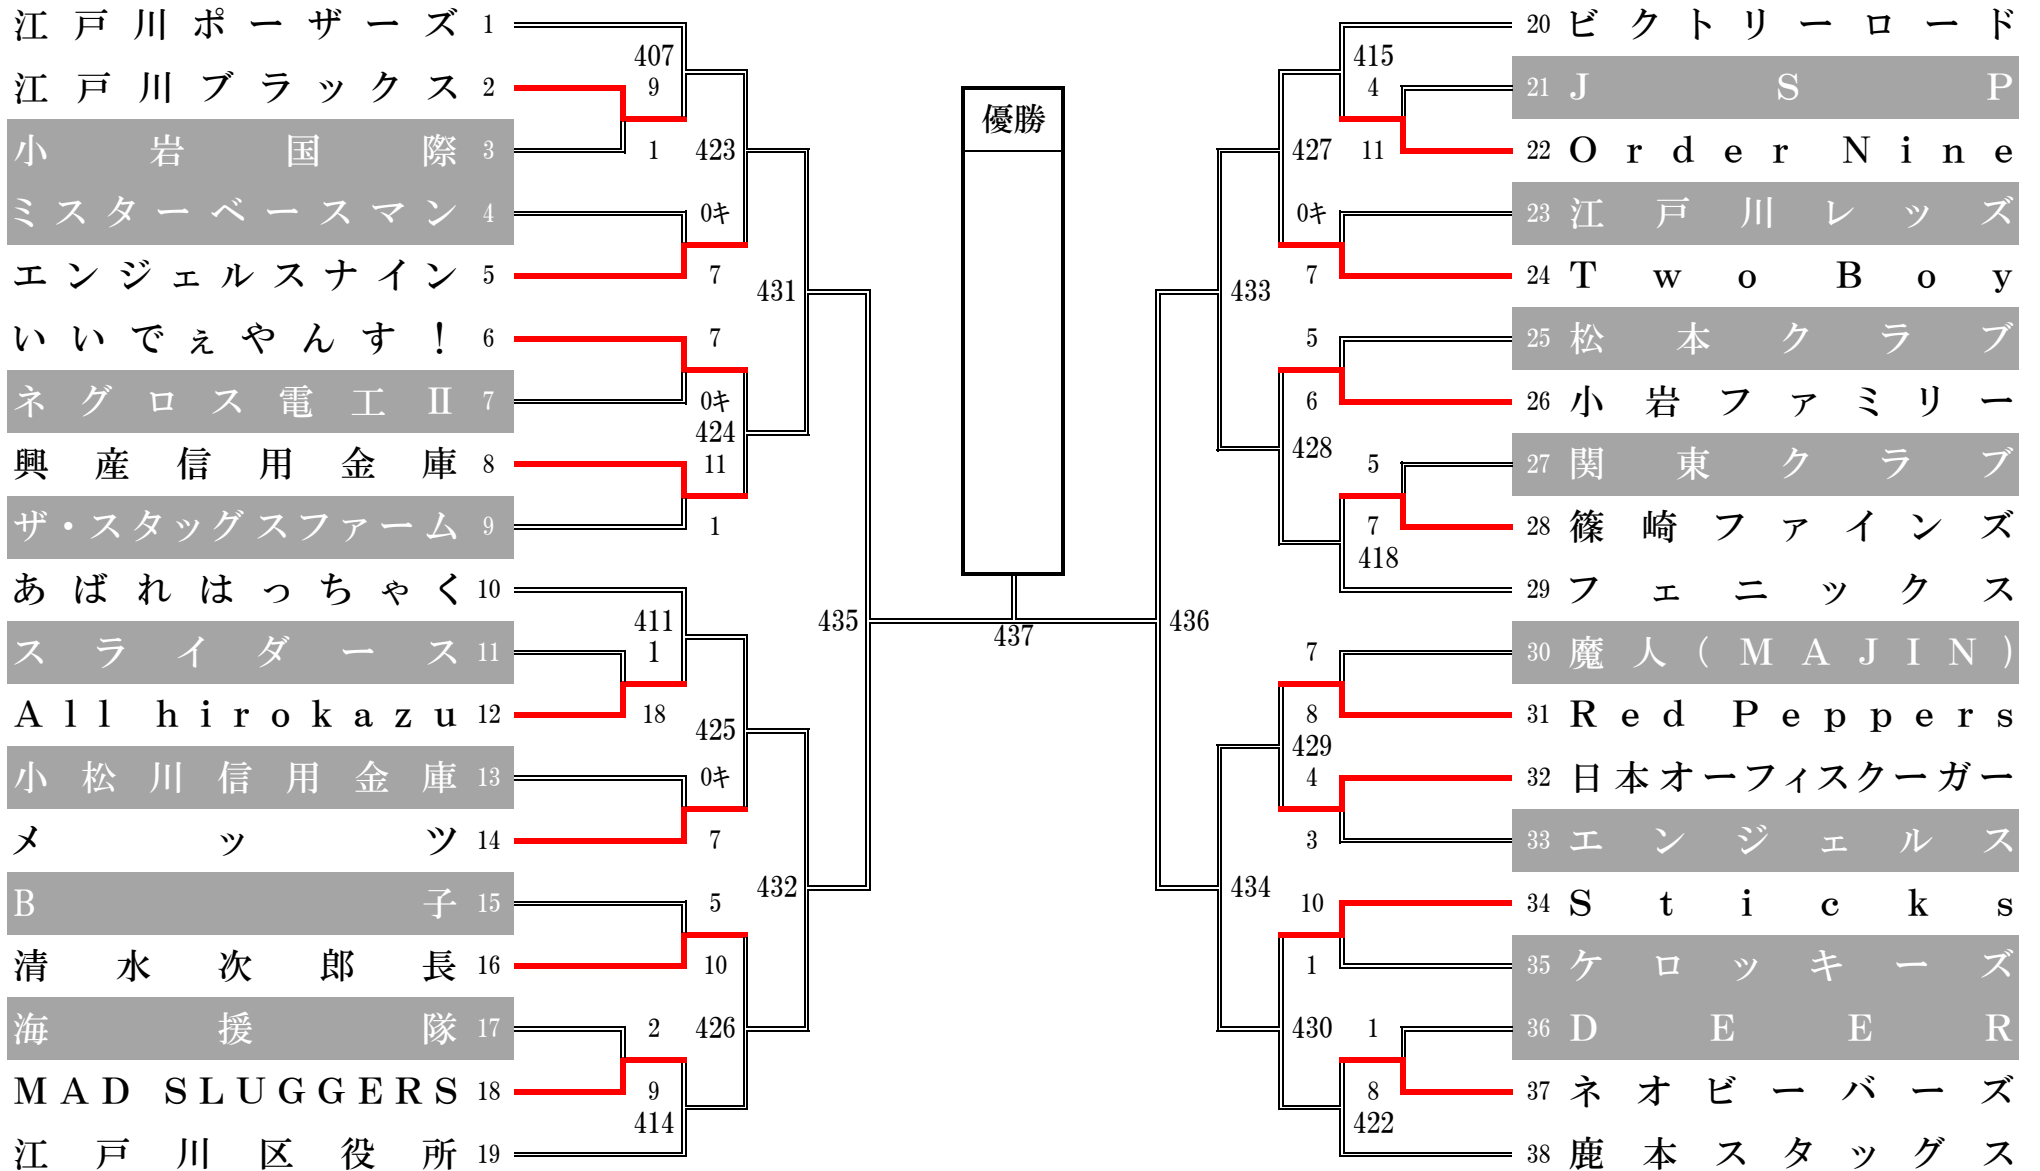 江戸川ポーザーズ 1
407
江戸川ブラックス 2
9
小岩国際 3
1
423
ミスターベースマン 4
0キ
エンジェルスナイン 5
7
431
いいでぇやんす！ 6
7
ネグロス電工Ⅱ 7
0キ
424
興産信用金庫 8
11
ザ・スタッグスファーム 9
1
あばれはっちゃく 10
411
435
スライダース 11
1
All hirokazu 12
18
425
小松川信用金庫 13
0キ
メッツ 14
7
B子 15
5
432
清水次郎長 16
10
海援隊 17
2
426
MAD SLUGGERS 18
9
414
江戸川区役所 19
優勝
437
20 ビクトリーロード
415
21 JSP
4
22 Order Nine
11
427
23 江戸川レッズ
0キ
24 Two Boy
7
433
25 松本クラブ
5
26 小岩ファミリー
6
428
27 関東クラブ
5
28 篠崎ファインズ
7
418
29 フェニックス
436
30 魔人(MAJIN)
7
31 Red Peppers
8
429
32 日本オーフィスクーガー
4
33 エンジェルス
3
434
34 Sticks
10
35 ケロッキーズ
1
430
36 DEER
1
37 ネオビーバーズ
8
422
38 鹿本スタッグス